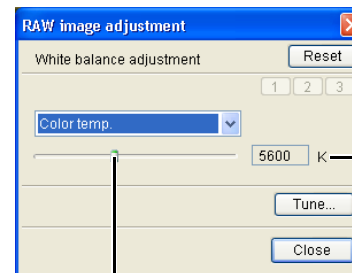 RAW image adjustment
White balance adjustment
Reset
1 2 3
Color temp.
5600 K
Tune...
Close